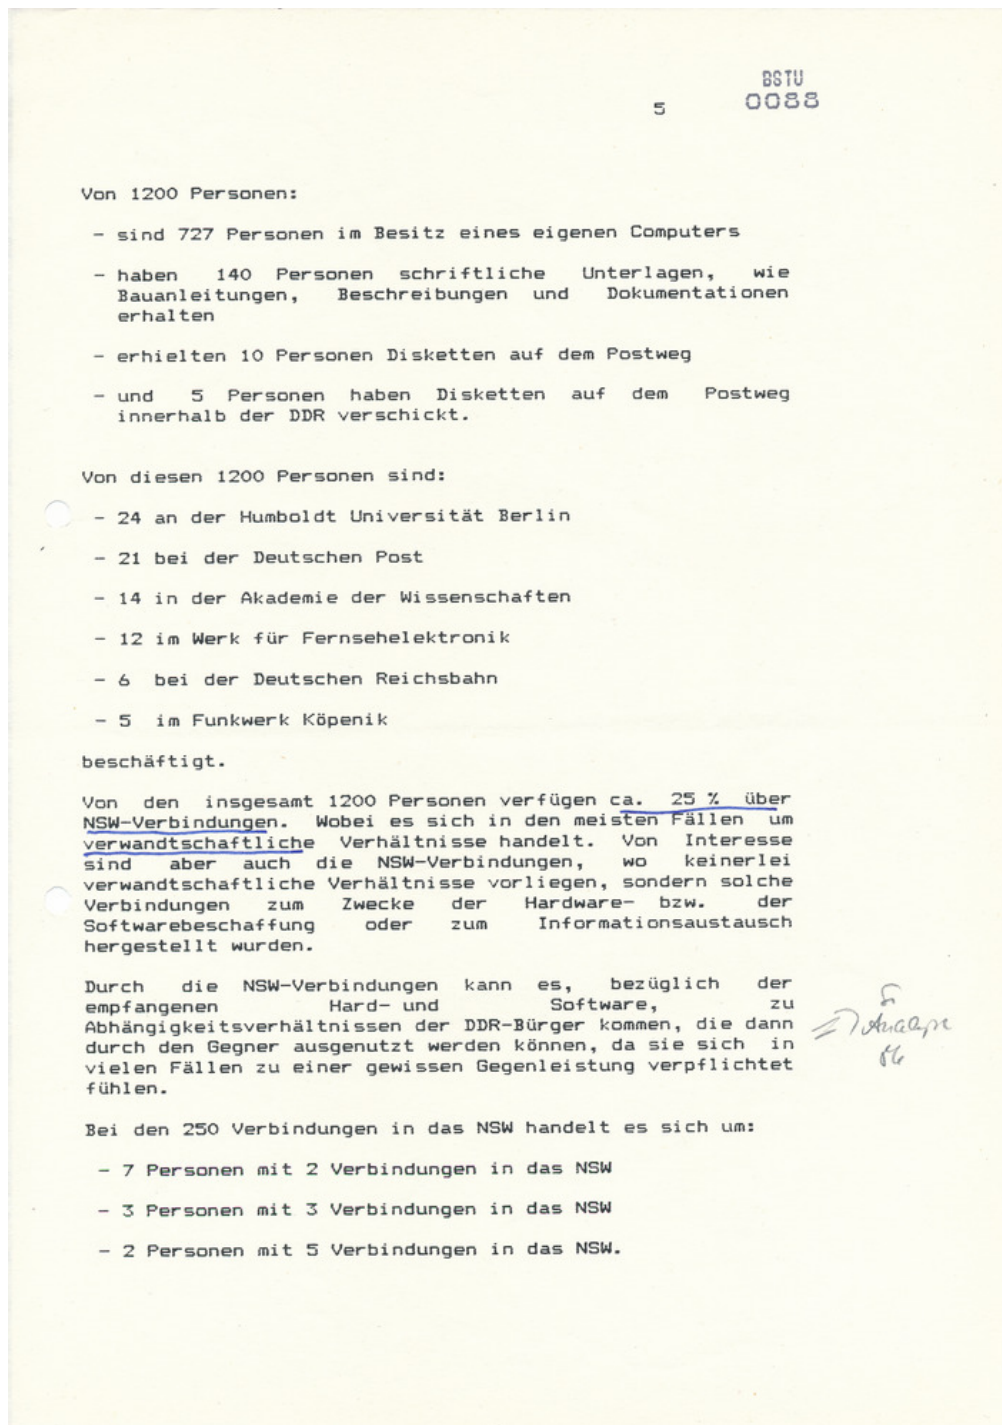 BSTU
5 0088
Von 1200 Personen:
- sind 727 Personen im Besitz eines eigenen Computers
- haben 140 Personen schriftliche Unterlagen, wie
Bauanleitungen, Beschreibungen und Dokumentationen
erhalten
- erhielten 10 Personen Disketten auf dem Postweg
- und 5 Personen haben Disketten auf dem Postweg
innerhalb der DDR verschickt.
Von diesen 1200 Personen sind:
- 24 an der Humboldt Universität Berlin
- 21 bei der Deutschen Post
- 14 in der Akademie der Wissenschaften
- 12 im Werk für Fernsehelektronik
- 6 bei der Deutschen Reichsbahn
- 5 im Funkwerk Köpenik
beschäftigt.
Von den insgesamt 1200 Personen verfügen ca. 25 % über
NSW-Verbindungen. Wobei es sich in den meisten Fällen um
verwandtschaftliche Verhältnisse handelt. Von Interesse
sind aber auch die NSW-Verbindungen, wo keinerlei
verwandtschaftliche Verhältnisse vorliegen, sondern solche
Verbindungen zum Zwecke der Hardware- bzw. der
Softwarebeschaffung oder zum Informationsaustausch
hergestellt wurden.
Durch die NSW-Verbindungen kann es, bezüglich der
empfangenen Hard- und Software, zu
Abhängigkeitsverhältnissen der DDR-Bürger kommen, die dann
durch den Gegner ausgenutzt werden können, da sie sich in
vielen Fällen zu einer gewissen Gegenleistung verpflichtet
fühlen.
Analyse
Bei den 250 Verbindungen in das NSW handelt es sich um:
- 7 Personen mit 2 Verbindungen in das NSW
- 3 Personen mit 3 Verbindungen in das NSW
- 2 Personen mit 5 Verbindungen in das NSW.